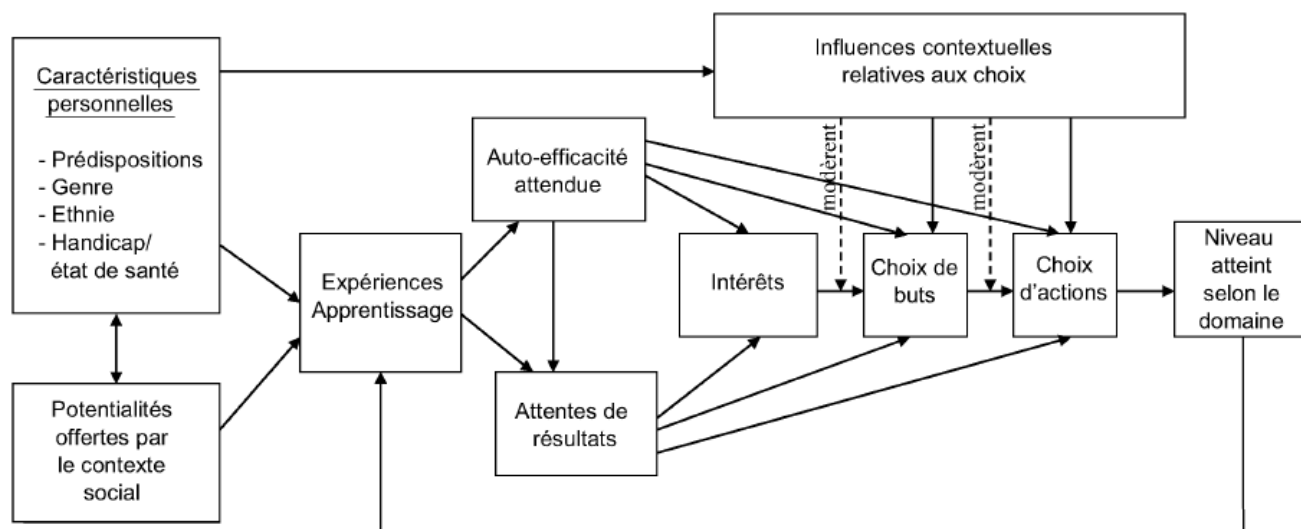 Caractéristiques
personnelles
- Prédispositions
- Genre
- Ethnie
- Handicap/
état de santé
Potentialités
offertes par
le contexte
social
Expériences
Apprentissage
Auto-efficacité
attendue
Attentes de
résultats
Influences contextuelles
relatives aux choix
modèrent
modèrent
Intérêts
Choix de
buts
Choix
d'actions
Niveau
atteint
selon le
domaine